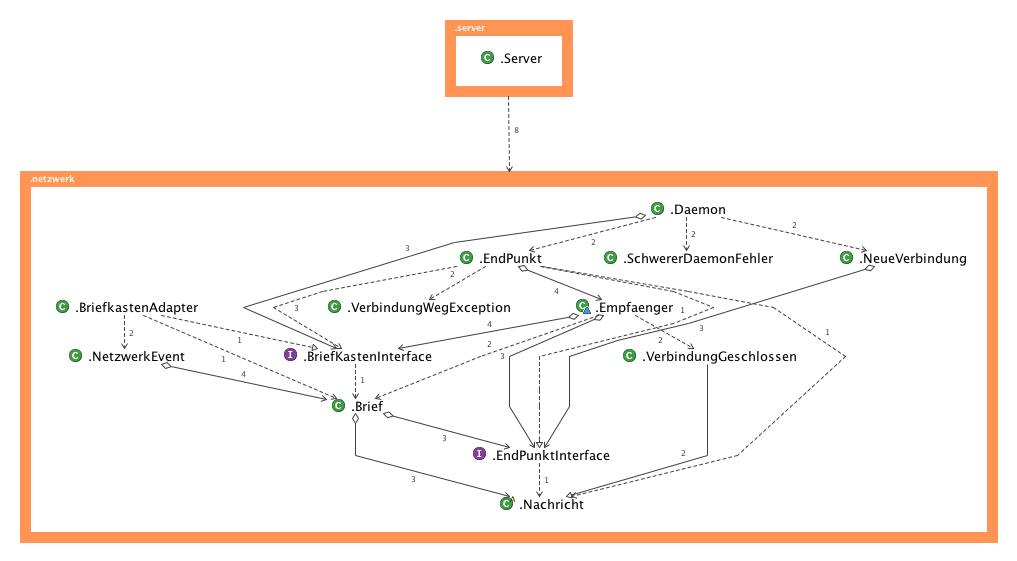 .server
C .Server
8
.netzwerk
C .Daemon
3
2
2
2
C .EndPunkt
C .SchwererDaemonFehler
C .NeueVerbindung
2
4
C .BriefkastenAdapter
3
C .VerbindungWegException
C .Empfaenger
1
2
4
3
1
1
2
2
C .NetzwerkEvent
I .BriefKastenInterface
C .VerbindungGeschlossen
1
3
4
1
C .Brief
3
2
I .EndPunktInterface
3
1
C .Nachricht